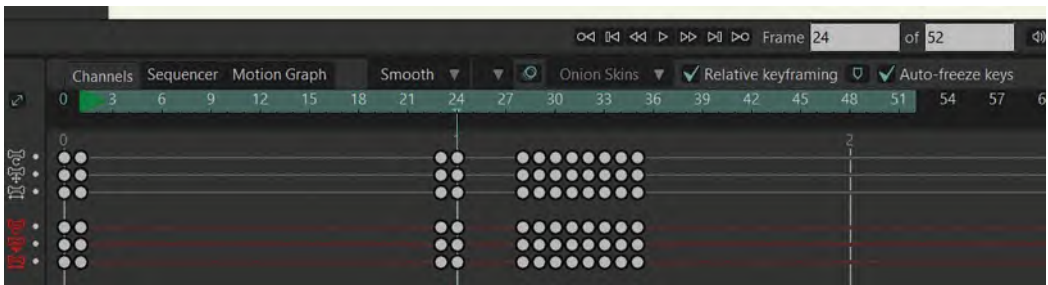 Frame 24 of 52
Channels Sequencer Motion Graph Smooth Onion Skins Relative keyframing Auto-freeze keys
0 3 6 9 12 15 18 21 24 27 30 33 36 39 42 45 48 51 54 57 6
0 2